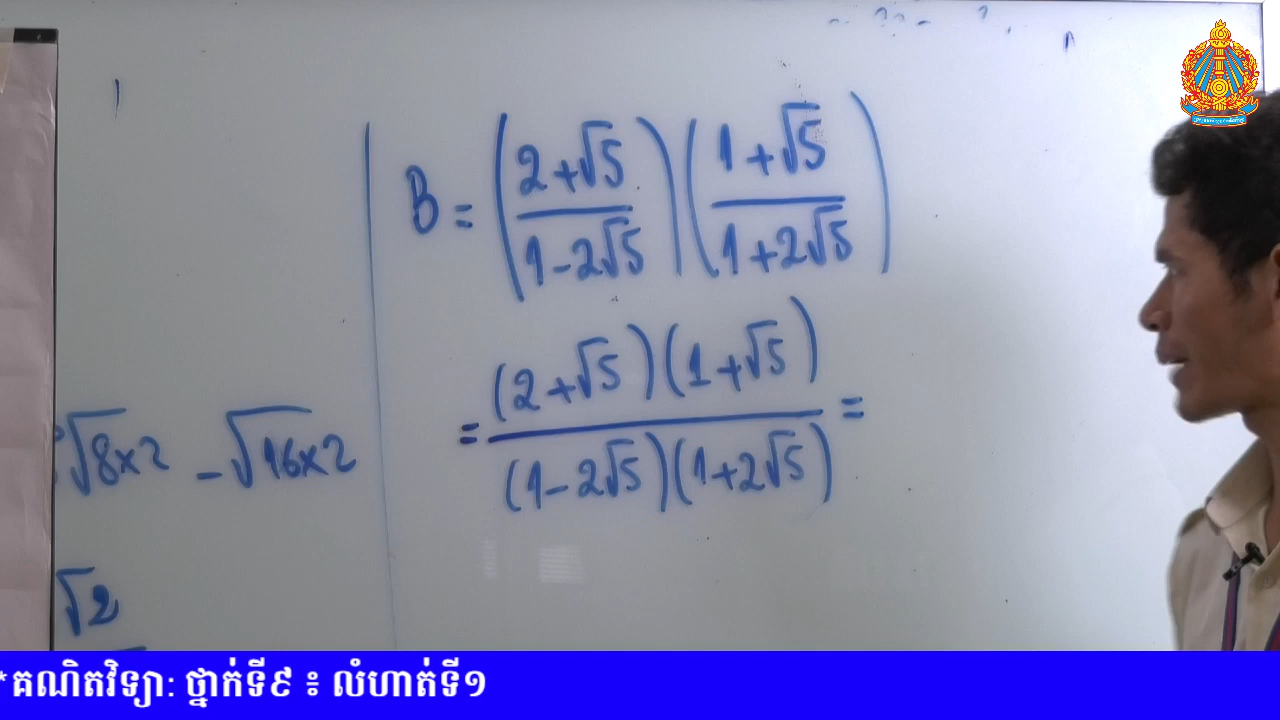 B = (2+√5 / 1-2√5)(1+√5 / 1+2√5)
= (2+√5)(1+√5) / (1-2√5)(1+2√5) =
√8x2 - √16x2
√2
*គណិតវិទ្យា: ថ្នាក់ទី៩ ៖ លំហាត់ទី១